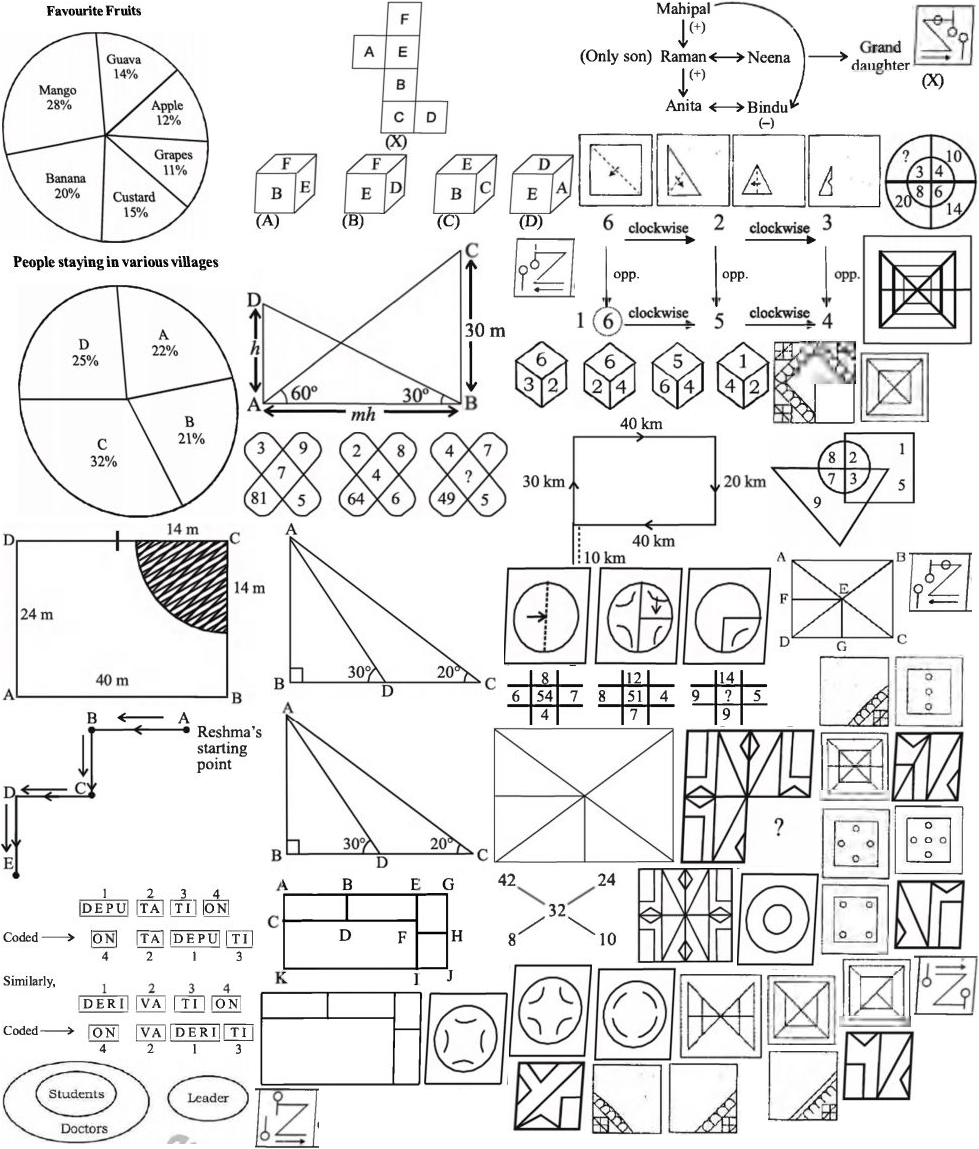 Favourite Fruits
Guava
14%
Mango
28%
Apple
12%
Grapes
11%
Banana
20%
Custard
15%
F
A E
B
C D
(X)
F
B E
(A)
F
E D
(B)
E
B C
(C)
D
E A
(D)
Mahipal
(+)
(Only son) Raman Neena
(+)
Anita Bindu
(−)
Grand
daughter
(X)
? 10
3 4
8 6
20 14
6 clockwise 2 clockwise 3
opp. opp. opp.
1 6 clockwise 5 clockwise 4
People staying in various villages
D
25%
A
22%
B
21%
C
32%
C
D
h
30 m
60° 30°
A mh B
6
3 2
6
2 4
5
6 4
1
4 2
3 9
7
81 5
2 8
4
64 6
4 7
?
49 5
40 km
30 km 20 km
40 km
10 km
8 2 1
7 3 5
9
14 m
D C
14 m
24 m
40 m
A B
A
30° 20°
B D C
A B
E
F
D G C
8
6 54 7
4
12
8 51 4
7
14
9 ? 5
9
B A
Reshma's
starting
point
D C
E
A
30° 20°
B D C
?
1 2 3 4
DEPU TA TI ON
Coded ON TA DEPU TI
4 2 1 3
Similarly,
1 2 3 4
DERI VA TI ON
Coded ON VA DERI TI
4 2 1 3
A B E G
C D F H
K I J
42 24
32
8 10
Students
Doctors
Leader